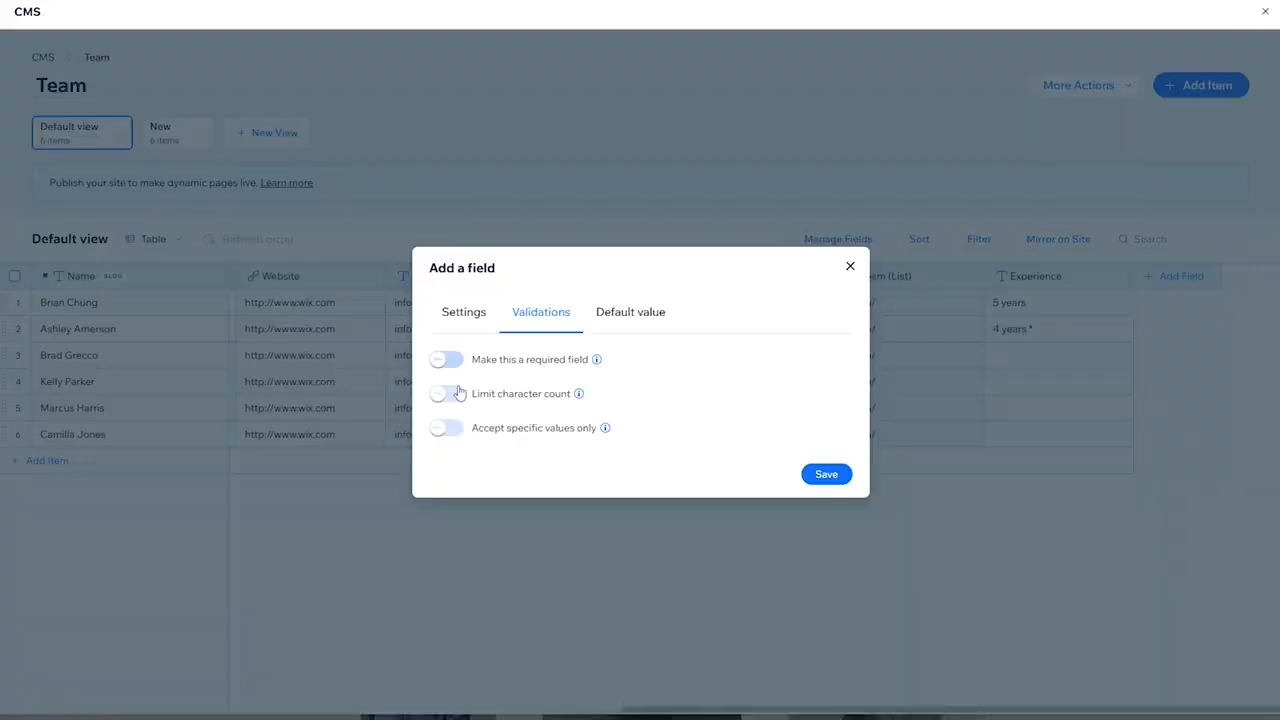 CMS
CMS Team
Team
More Actions
+ Add Item
Default view
6 items
New
6 items
+ New View
Publish your site to make dynamic pages live. Learn more
Default view Table
Manage Fields Sort Filter Mirror on Site Search
Name SLOG Website (List) Experience + Add Field
1 Brian Chung http://www.wix.com 5 years
2 Ashley Amerson http://www.wix.com 4 years *
3 Brad Grecco http://www.wix.com
4 Kelly Parker http://www.wix.com
5 Marcus Harris http://www.wix.com
6 Camilla Jones http://www.wix.com
+ Add Item
Add a field
Settings Validations Default value
Make this a required field
Limit character count
Accept specific values only
Save